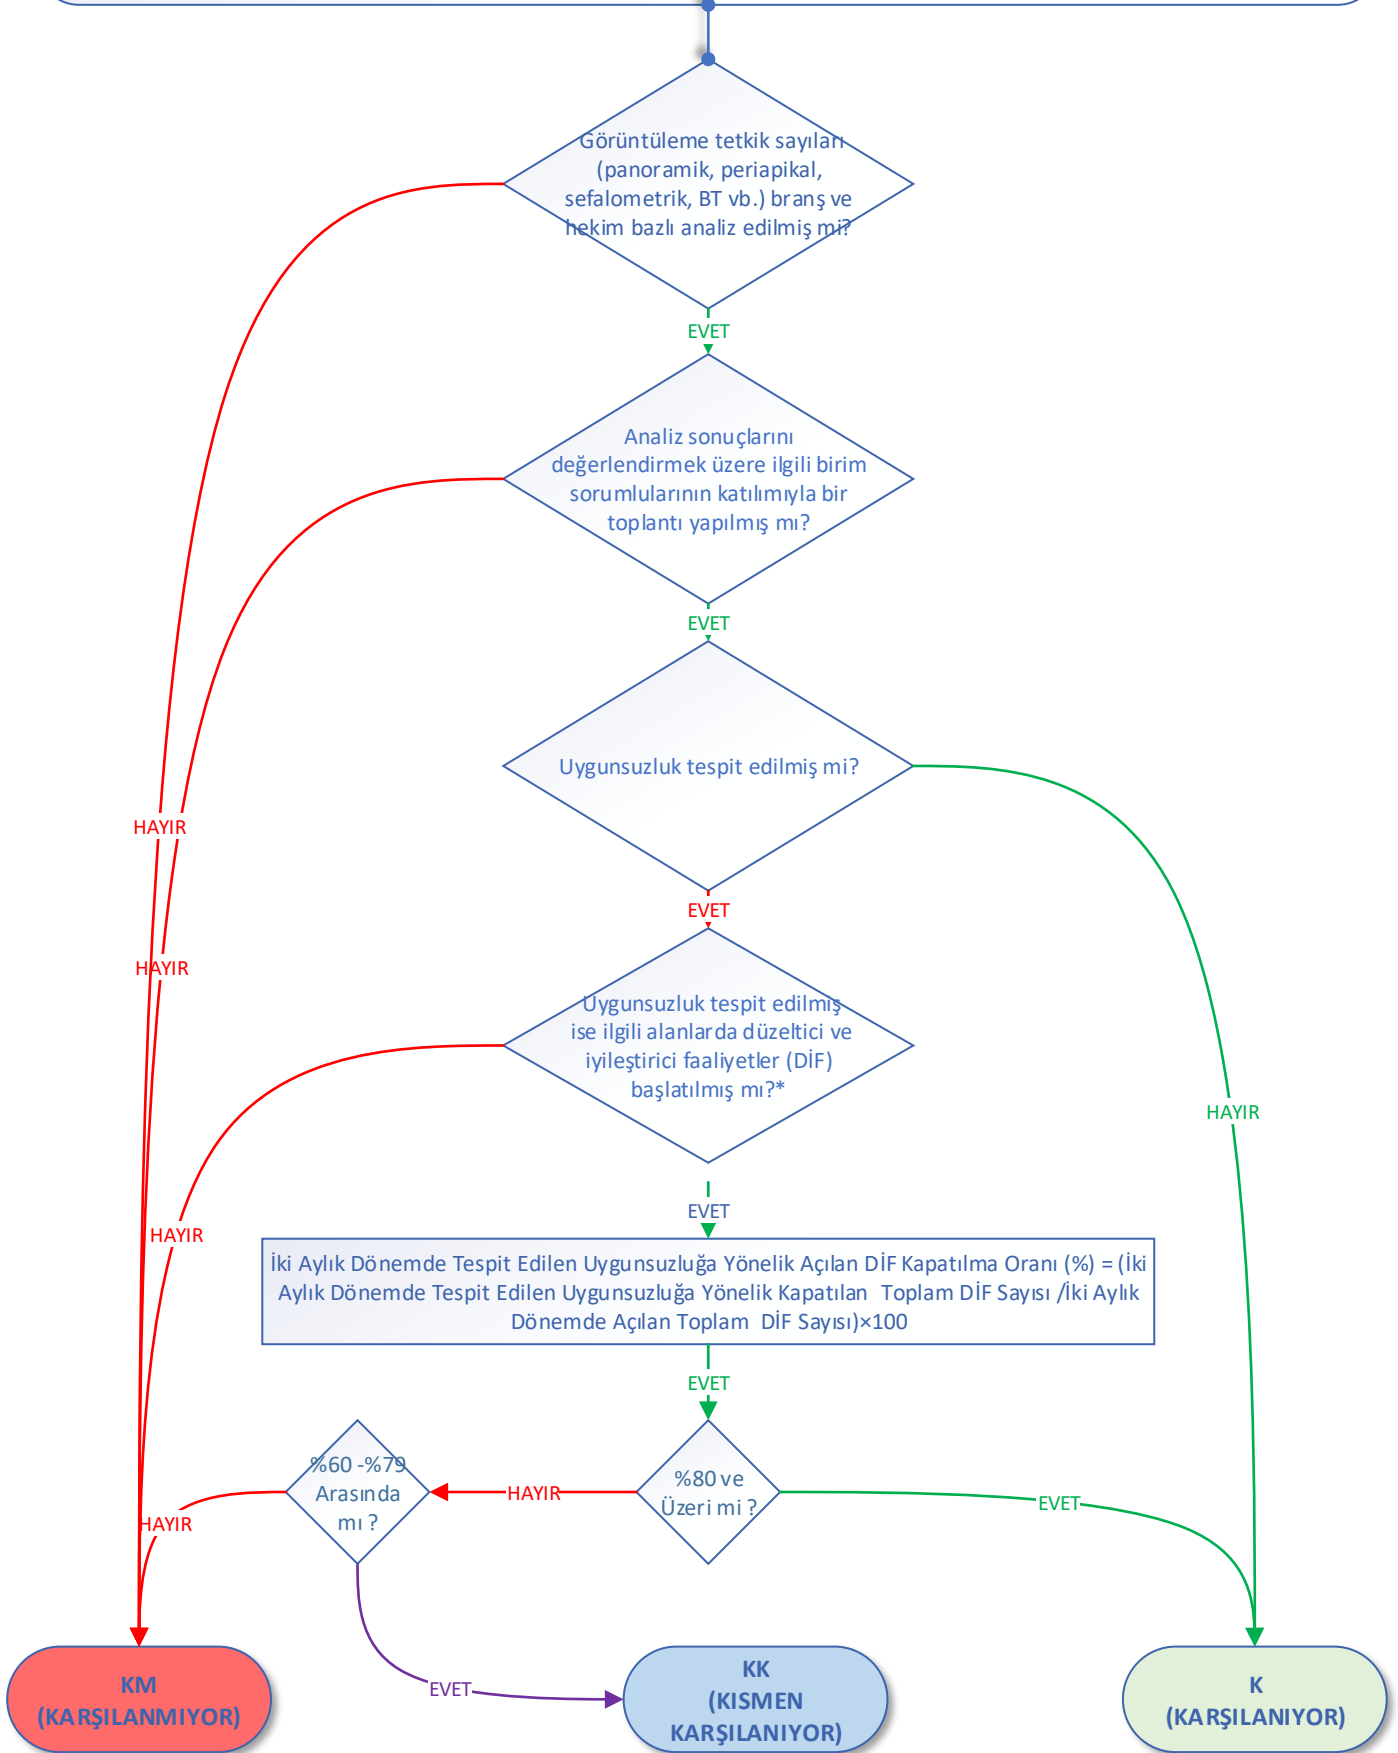 Görüntüleme tetkik sayıları
(panoramik, periapikal,
sefalometrik, BT vb.) branş ve
hekim bazlı analiz edilmiş mi?
EVET
Analiz sonuçlarını
değerlendirmek üzere ilgili birim
sorumlularının katılımıyla bir
toplantı yapılmış mı?
EVET
Uygunsuzluk tespit edilmiş mi?
HAYIR
EVET
HAYIR
Uygunsuzluk tespit edilmiş
ise ilgili alanlarda düzeltici ve
iyileştirici faaliyetler (DİF)
başlatılmış mı?*
HAYIR
EVET
HAYIR
İki Aylık Dönemde Tespit Edilen Uygunsuzluğa Yönelik Açılan DİF Kapatılma Oranı (%) = (İki
Aylık Dönemde Tespit Edilen Uygunsuzluğa Yönelik Kapatılan Toplam DİF Sayısı /İki Aylık
Dönemde Açılan Toplam DİF Sayısı)×100
EVET
%60 -%79
Arasında
mı ?
HAYIR
%80 ve
Üzeri mi ?
EVET
HAYIR
EVET
KM
(KARŞILANMIYOR)
KK
(KISMEN
KARŞILANIYOR)
K
(KARŞILANIYOR)